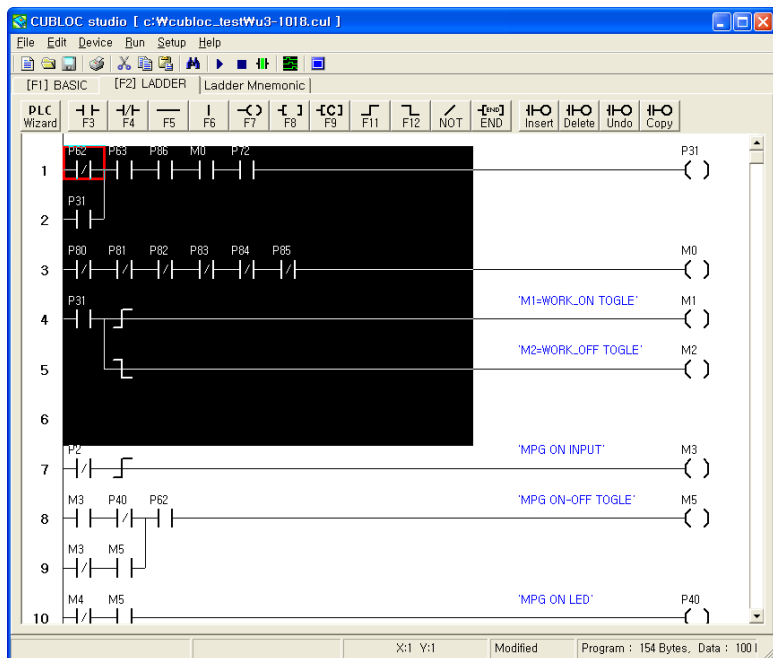 CUBLOC studio [ c:₩cubloc_test₩u3-1018.cul ]
File Edit Device Run Setup Help
[F1] BASIC [F2] LADDER Ladder Mnemonic
PLC Wizard F3 F4 F5 F6 F7 F8 [C] F9 F11 F12 NOT [END] END Insert Delete Undo Copy
P62 P63 P86 M0 P72 P31
1
P31
2
P80 P81 P82 P83 P84 P85 M0
3
P31 'M1=WORK_ON TOGLE' M1
4
'M2=WORK_OFF TOGLE' M2
5
6
P2 'MPG ON INPUT' M3
7
M3 P40 P62 'MPG ON-OFF TOGLE' M5
8
M3 M5
9
M4 M5 'MPG ON LED' P40
10
X:1 Y:1 Modified Program : 154 Bytes, Data : 100